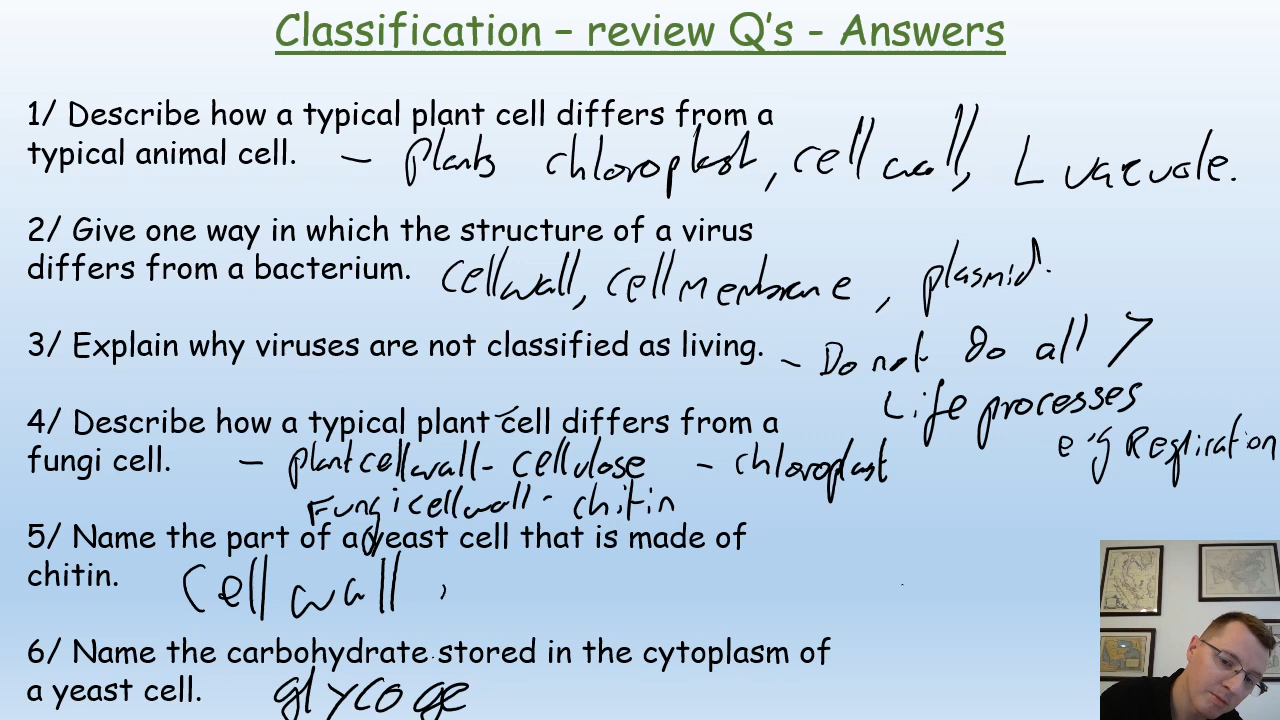 Classification – review Q's - Answers
1/ Describe how a typical plant cell differs from a
typical animal cell. – plants chloroplast, cell wall, L vacuole.
2/ Give one way in which the structure of a virus
differs from a bacterium. cell wall, cell membrane, plasmid.
3/ Explain why viruses are not classified as living. – Do not do all 7
Life processes
e.g Respiration
4/ Describe how a typical plant cell differs from a
fungi cell. – plant cell wall - cellulose – chloroplast
Fungi cell wall - chitin
5/ Name the part of a yeast cell that is made of
chitin. Cell wall,
6/ Name the carbohydrate stored in the cytoplasm of
a yeast cell. glycoge